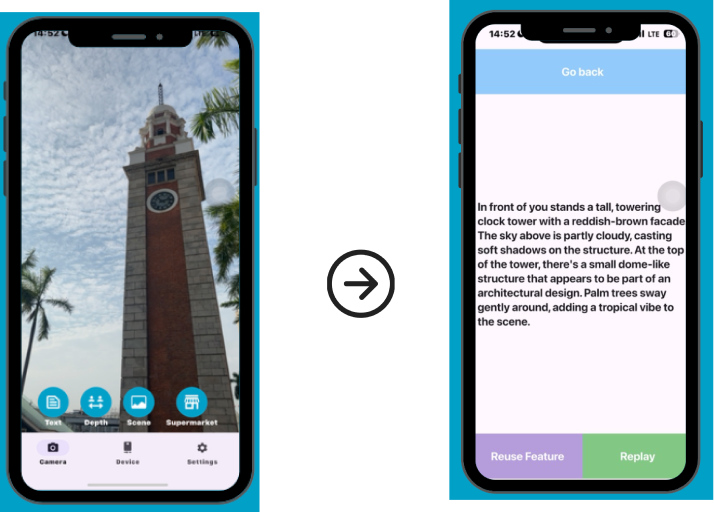 14:52
Text Depth Scene Supermarket
Camera Device Settings
14:52 LTE
Go back
In front of you stands a tall, towering
clock tower with a reddish-brown facade
The sky above is partly cloudy, casting
soft shadows on the structure. At the top
of the tower, there's a small dome-like
structure that appears to be part of an
architectural design. Palm trees sway
gently around, adding a tropical vibe to
the scene.
Reuse Feature Replay